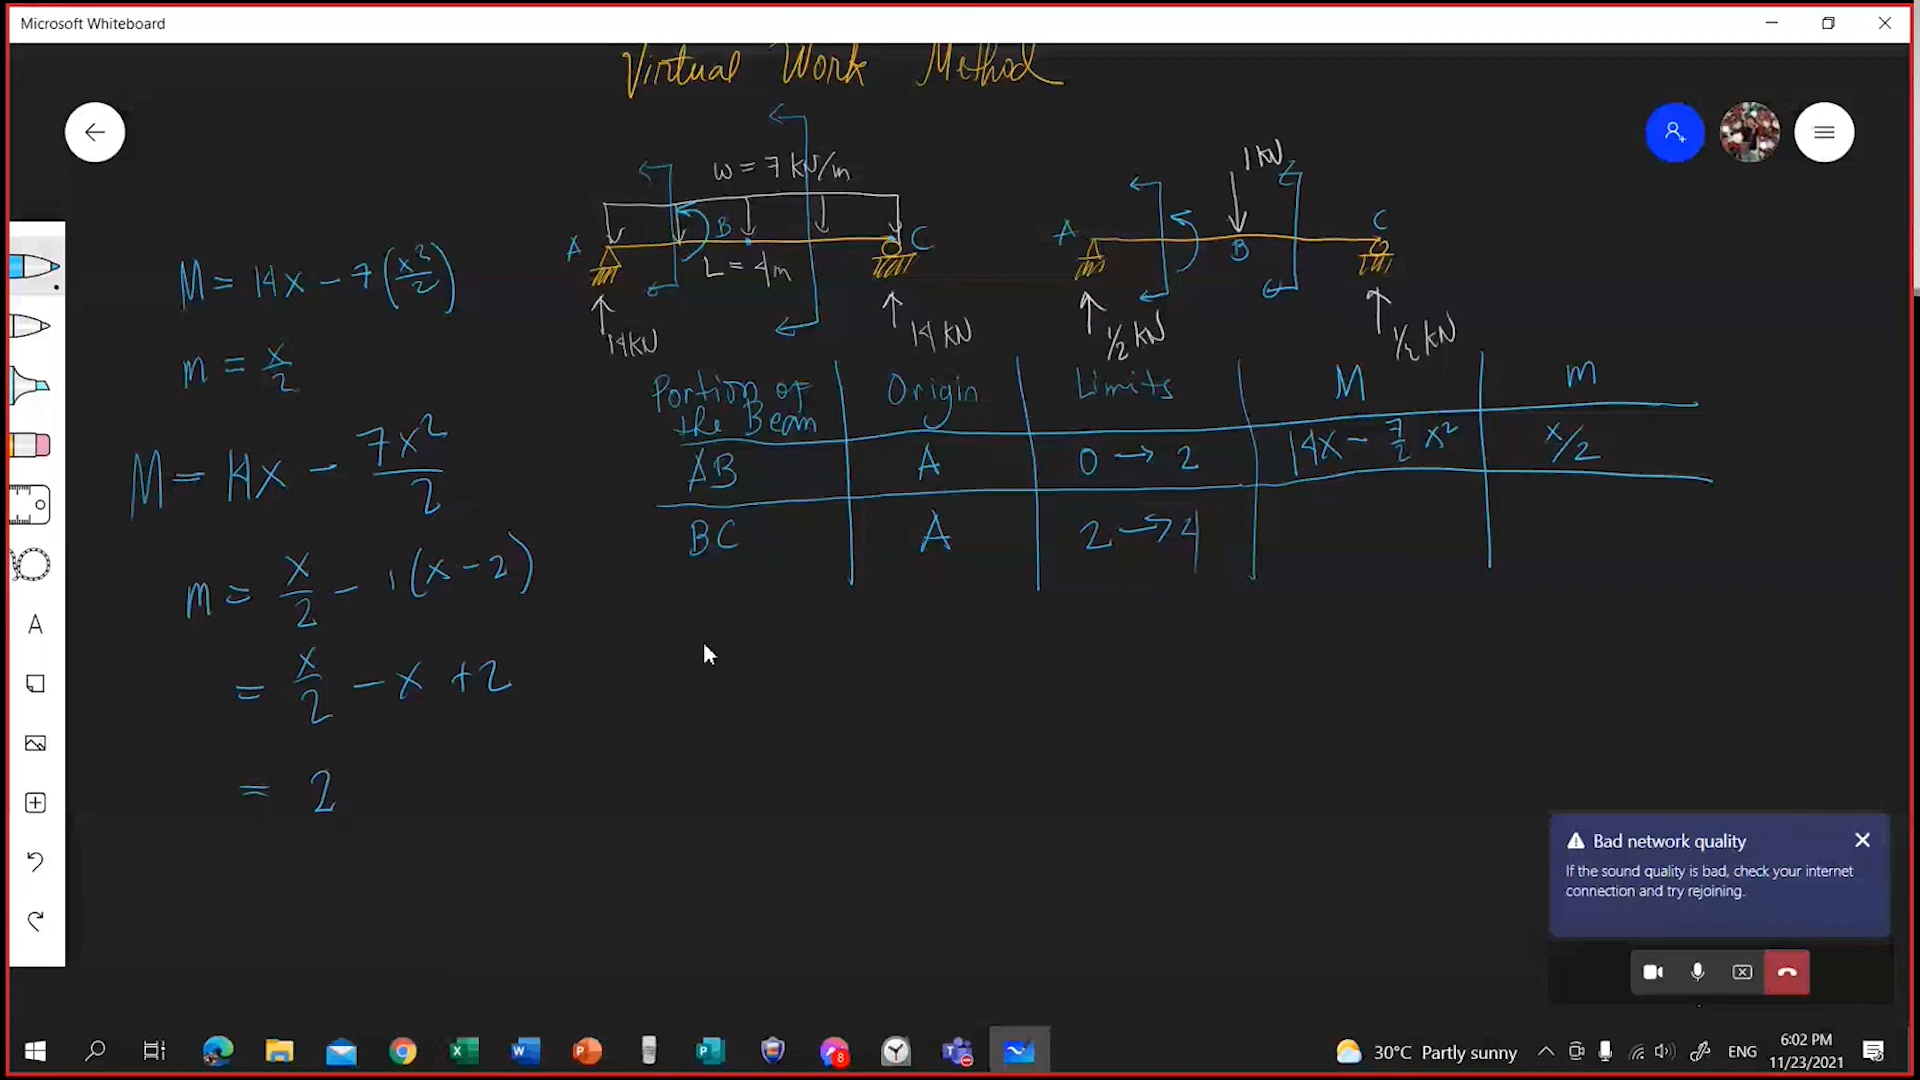 Microsoft Whiteboard
Virtual Work Method
w = 7 kN/m
A
B
C
L = 4m
14 kN
14 kN
1 kN
A
B
C
1/2 kN
1/2 kN
M = 14x - 7(x²/2)
m = x/2
M = 14x - 7x²/2
m = x/2 - 1(x-2)
= x/2 - x + 2
= 2
Portion of the Beam | Origin | Limits | M | m
AB | A | 0 → 2 | 14x - 7/2 x² | x/2
BC | A | 2 → 4
A
Bad network quality
If the sound quality is bad, check your internet
connection and try rejoining.
8
30°C Partly sunny
ENG
6:02 PM
11/23/2021